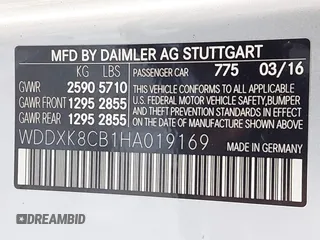 MFD BY DAIMLER AG STUTTGART
KG LBS PASSENGER CAR 775 03/16
GVWR 2590 5710
GAWR FRONT 1295 2855
GAWR REAR 1295 2855
THIS VEHICLE CONFORMS TO ALL
APPLICABLE U.S. FEDERAL MOTOR
VEHICLE SAFETY, BUMPER AND THEFT
PREVENTION STANDARDS IN EFFECT ON
THE DATE OF MANUFACTURE SHOWN ABOVE.
WDDXK8CB1HA019169
MADE IN GERMANY
DREAMBID